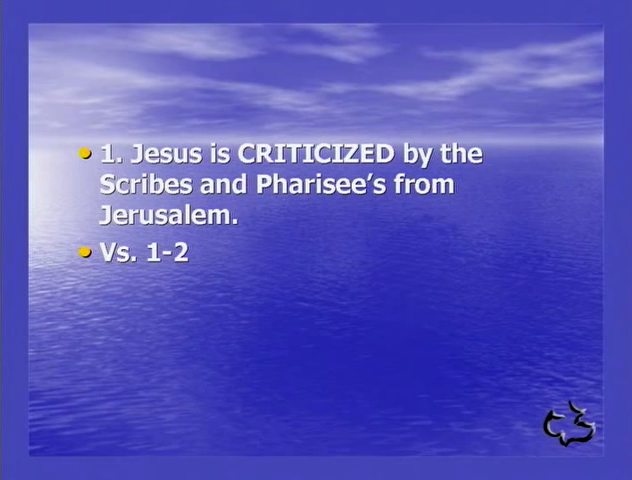 1. Jesus is CRITICIZED by the
Scribes and Pharisee's from
Jerusalem.
Vs. 1-2